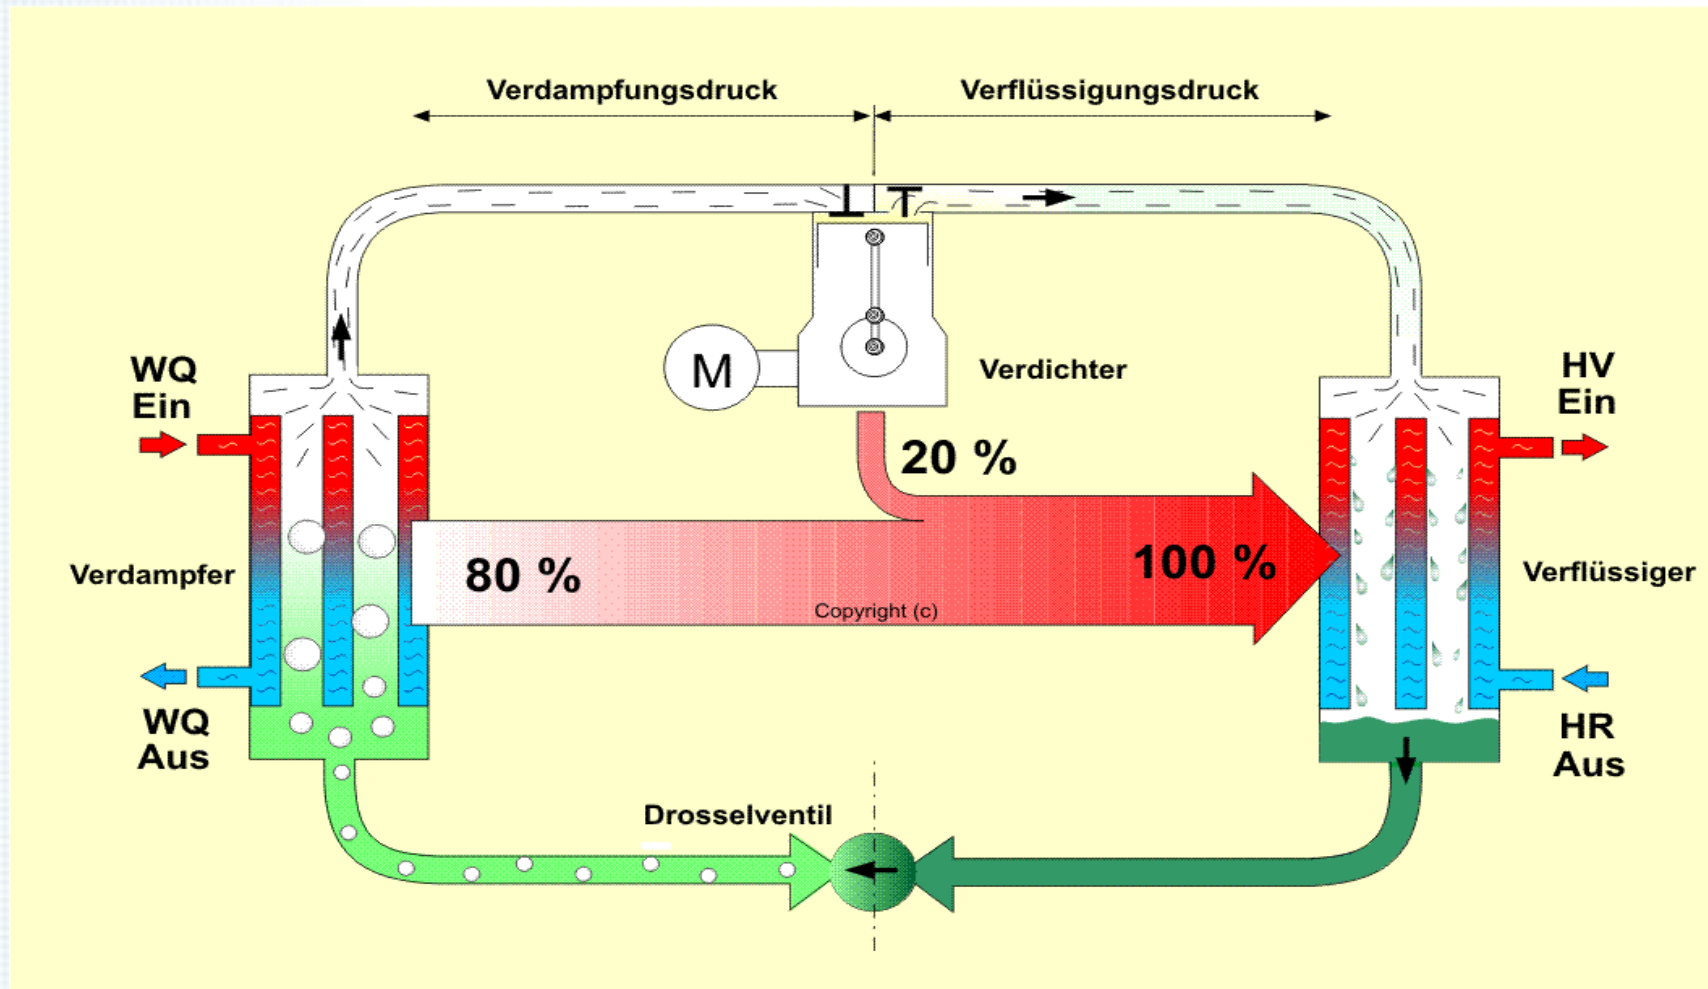 Verdampfungsdruck
Verflüssigungsdruck
WQ
Ein
M
Verdichter
HV
Ein
20 %
Verdampfer
80 %
100 %
Verflüssiger
Copyright (c)
WQ
Aus
HR
Aus
Drosselventil